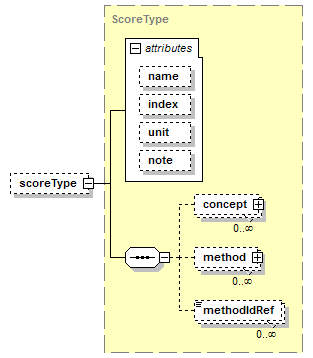 ScoreType
attributes
name
index
unit
note
scoreType
concept
0..∞
method
0..∞
methodIdRef
0..∞